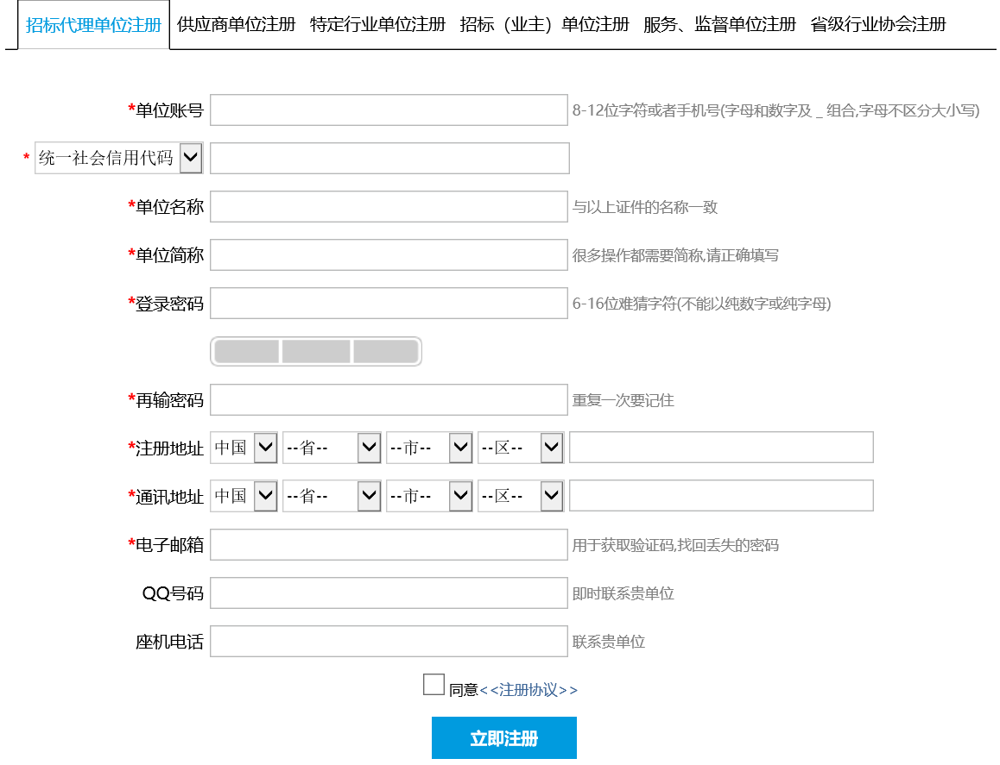 招标代理单位注册 供应商单位注册 特定行业单位注册 招标（业主）单位注册 服务、监督单位注册 省级行业协会注册
*单位账号 8-12位字符或者手机号(字母和数字及 _ 组合,字母不区分大小写)
* 统一社会信用代码
*单位名称 与以上证件的名称一致
*单位简称 很多操作都需要简称,请正确填写
*登录密码 6-16位难猜字符(不能以纯数字或纯字母)
*再输密码 重复一次要记住
*注册地址 中国 --省-- --市-- --区--
*通讯地址 中国 --省-- --市-- --区--
*电子邮箱 用于获取验证码,找回丢失的密码
QQ号码 即时联系贵单位
座机电话 联系贵单位
同意<<注册协议>>
立即注册